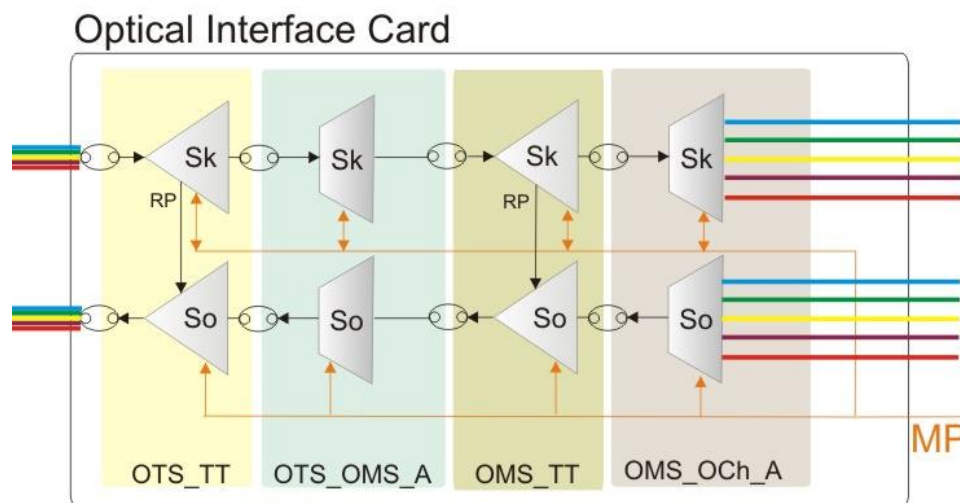 Optical Interface Card
Sk Sk Sk Sk
RP RP
So So So So
MP
OTS_TT OTS_OMS_A OMS_TT OMS_OCh_A